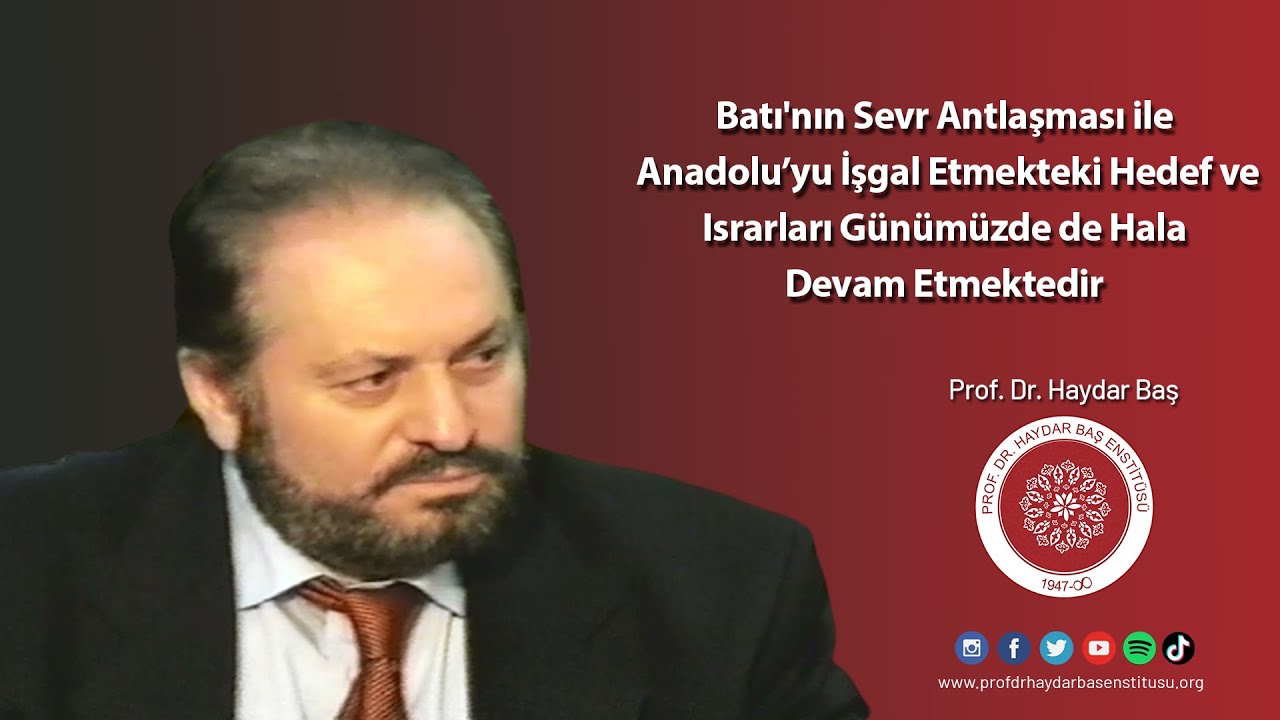 Batı'nın Sevr Antlaşması ile
Anadolu’yu İşgal Etmekteki Hedef ve
Israrları Günümüzde de Hala
Devam Etmektedir
Prof. Dr. Haydar Baş
PROF. DR. HAYDAR BAŞ ENSTİTÜSÜ
1947-∞
www.profdrhaydarbasenstitusu.org